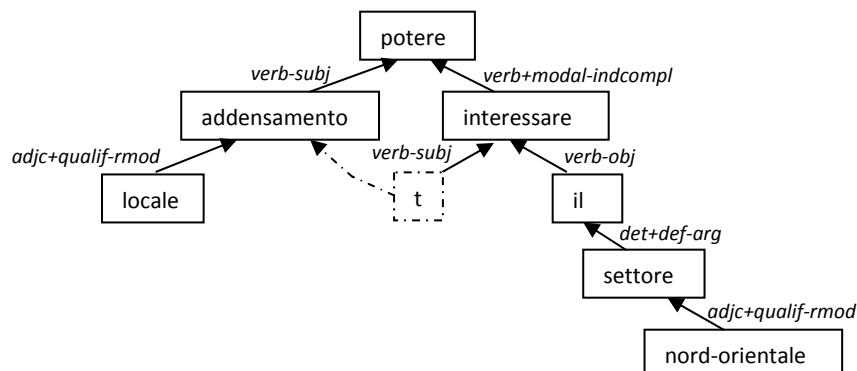 potere
verb-subj verb+modal-indcompl
addensamento interessare
adjc+qualif-rmod verb-subj verb-obj
locale t il
det+def-arg
settore
adjc+qualif-rmod
nord-orientale